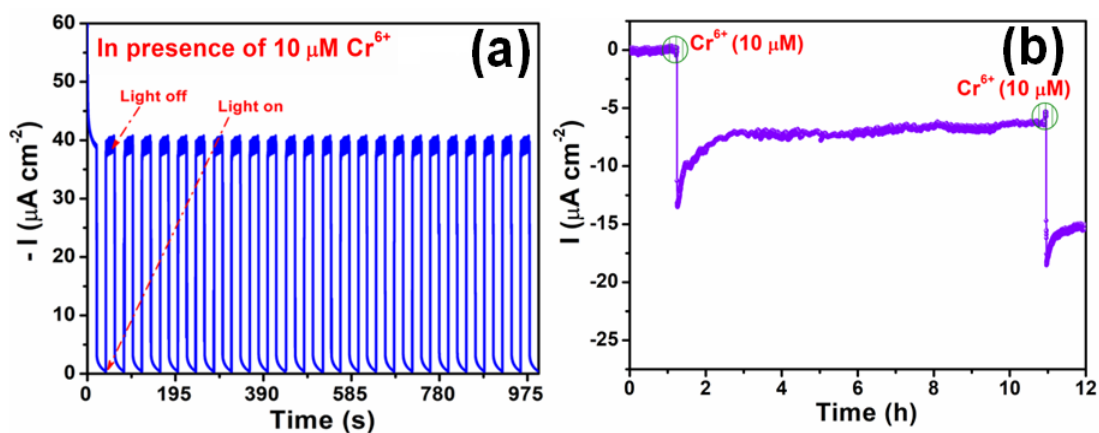 (a)
In presence of 10 μM Cr⁶⁺
Light off
Light on
60
50
40
30
20
10
0
- I (μA cm⁻²)
0 195 390 585 780 975
Time (s)
(b)
Cr⁶⁺ (10 μM)
Cr⁶⁺ (10 μM)
0
-5
-10
-15
-20
-25
I (μA cm⁻²)
0 2 4 6 8 10 12
Time (h)